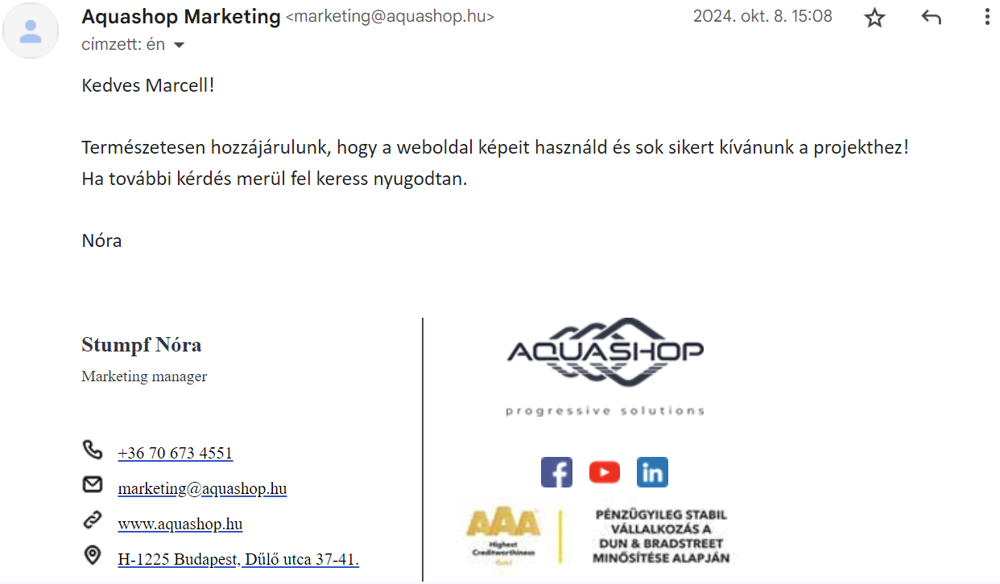 Aquashop Marketing <marketing@aquashop.hu>
2024. okt. 8. 15:08
címzett: én
Kedves Marcell!
Természetesen hozzájárulunk, hogy a weboldal képeit használd és sok sikert kívánunk a projekthez!
Ha további kérdés merül fel keress nyugodtan.
Nóra
Stumpf Nóra
Marketing manager
+36 70 673 4551
marketing@aquashop.hu
www.aquashop.hu
H-1225 Budapest, Dűlő utca 37-41.
AQUASHOP
progressive solutions
f
in
AAA
Highest
Creditworthiness
Gold
PÉNZÜGYILEG STABIL
VÁLLALKOZÁS A
DUN & BRADSTREET
MINŐSÍTÉSE ALAPJÁN